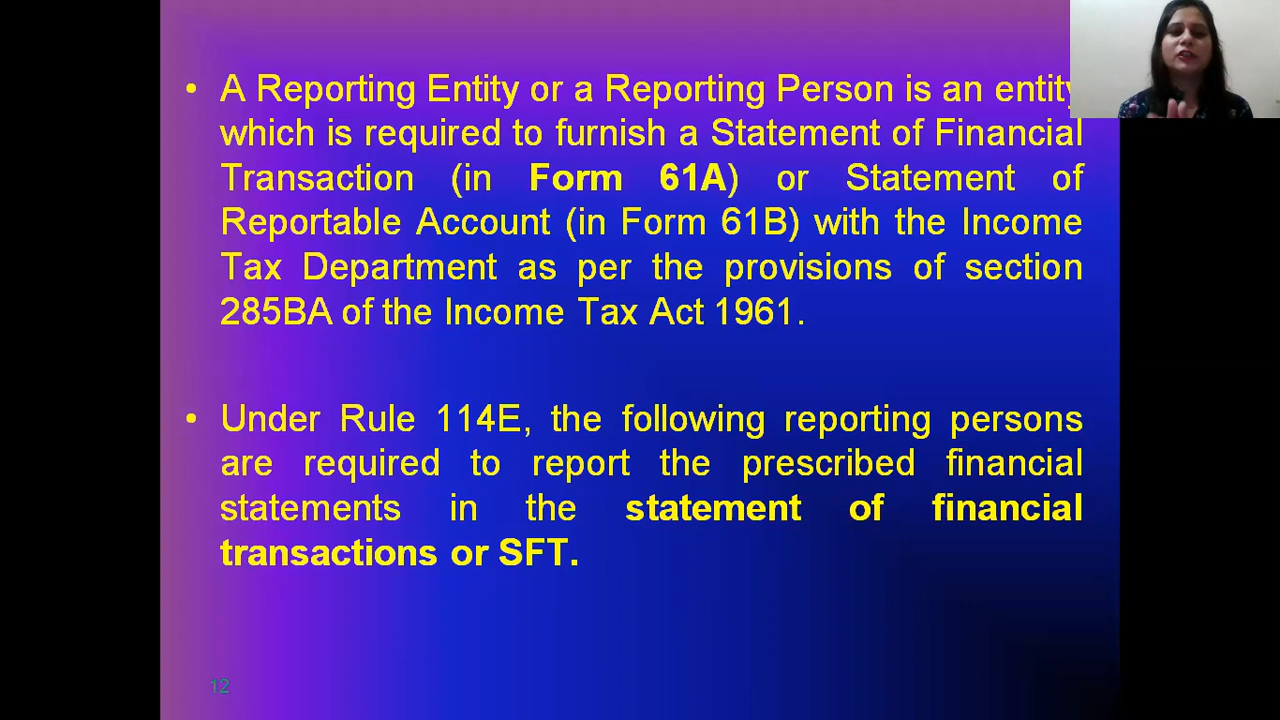 • A Reporting Entity or a Reporting Person is an entity
which is required to furnish a Statement of Financial
Transaction (in Form 61A) or Statement of
Reportable Account (in Form 61B) with the Income
Tax Department as per the provisions of section
285BA of the Income Tax Act 1961.
• Under Rule 114E, the following reporting persons
are required to report the prescribed financial
statements in the statement of financial
transactions or SFT.
12